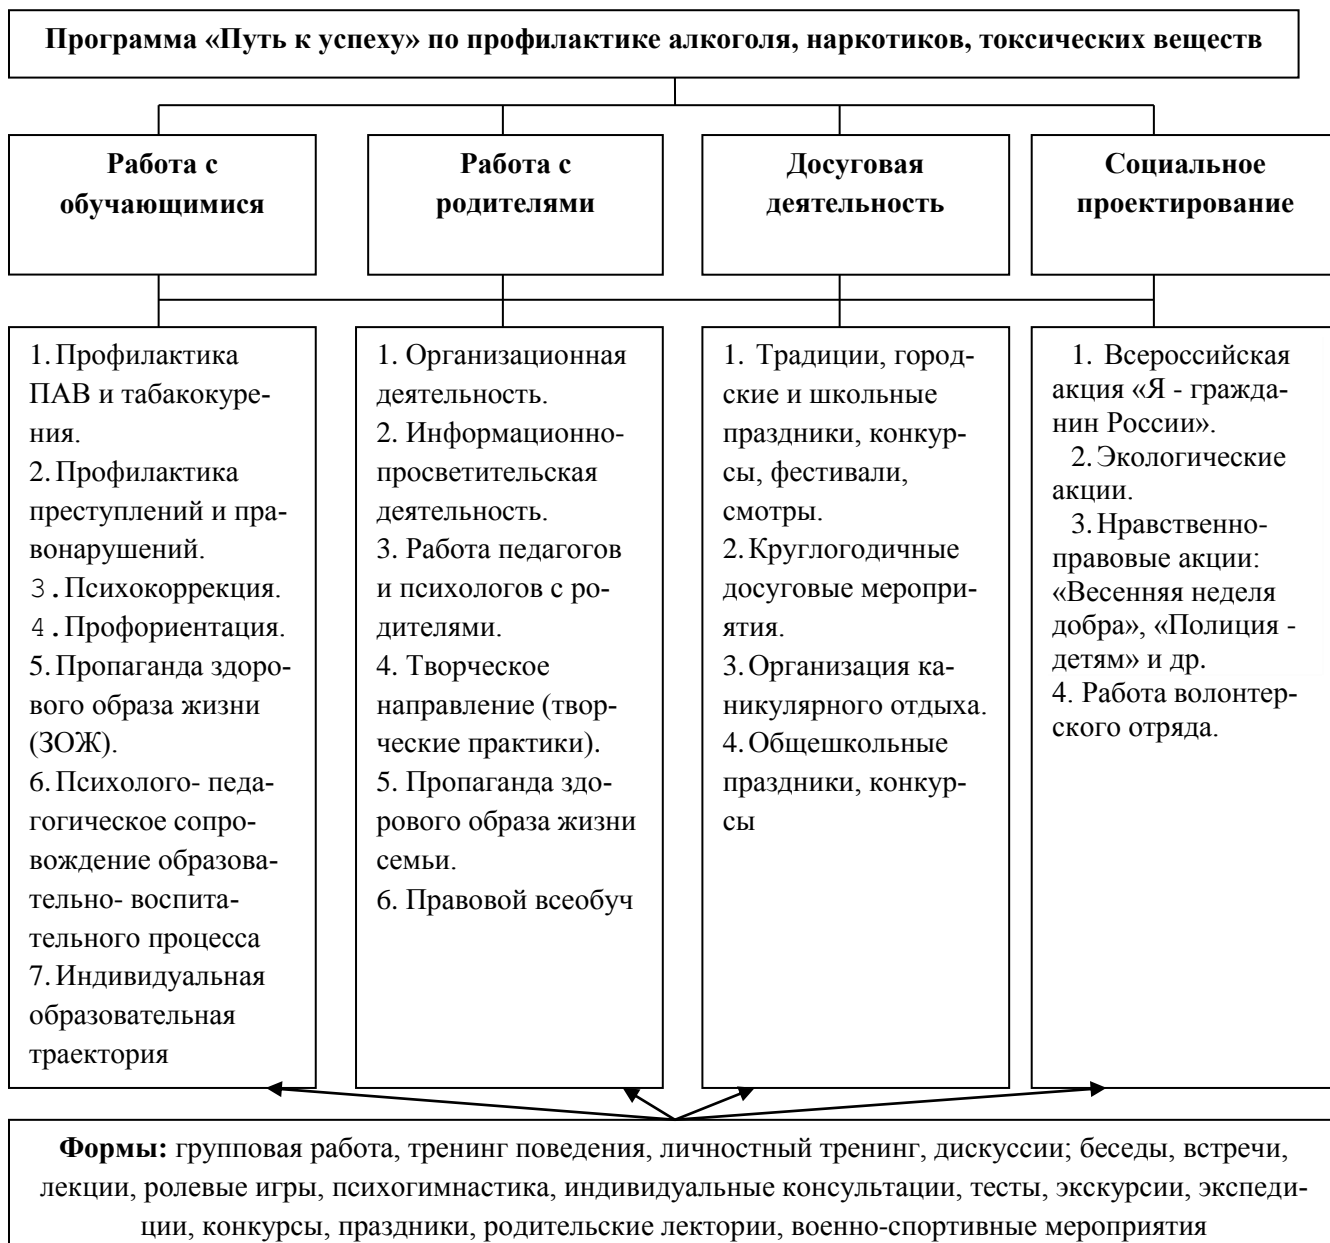 Программа «Путь к успеху» по профилактике алкоголя, наркотиков, токсических веществ
Работа с
обучающимися
Работа с
родителями
Досуговая
деятельность
Социальное
проектирование
1. Профилактика
ПАВ и табакокуре-
ния.
2. Профилактика
преступлений и пра-
вонарушений.
3. Психокоррекция.
4. Профориентация.
5. Пропаганда здоро-
вого образа жизни
(ЗОЖ).
6. Психолого- педа-
гогическое сопро-
вождение образова-
тельно- воспита-
тельного процесса
7. Индивидуальная
образовательная
траектория
1. Организационная
деятельность.
2. Информационно-
просветительская
деятельность.
3. Работа педагогов
и психологов с ро-
дителями.
4. Творческое
направление (твор-
ческие практики).
5. Пропаганда здо-
рового образа жизни
семьи.
6. Правовой всеобуч
1. Традиции, город-
ские и школьные
праздники, конкур-
сы, фестивали,
смотры.
2. Круглогодичные
досуговые меропри-
ятия.
3. Организация ка-
никулярного отдыха.
4. Общешкольные
праздники, конкур-
сы
1. Всероссийская
акция «Я - гражда-
нин России».
2. Экологические
акции.
3. Нравственно-
правовые акции:
«Весенняя неделя
добра», «Полиция -
детям» и др.
4. Работа волонтер-
ского отряда.
Формы: групповая работа, тренинг поведения, личностный тренинг, дискуссии; беседы, встречи,
лекции, ролевые игры, психогимнастика, индивидуальные консультации, тесты, экскурсии, экспеди-
ции, конкурсы, праздники, родительские лектории, военно-спортивные мероприятия